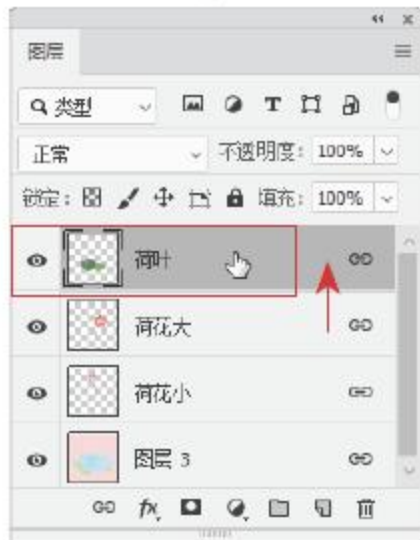 图层
类型
T
正常 不透明度: 100%
锁定: 填充: 100%
荷叶
荷花大
荷花小
图层 3
fx